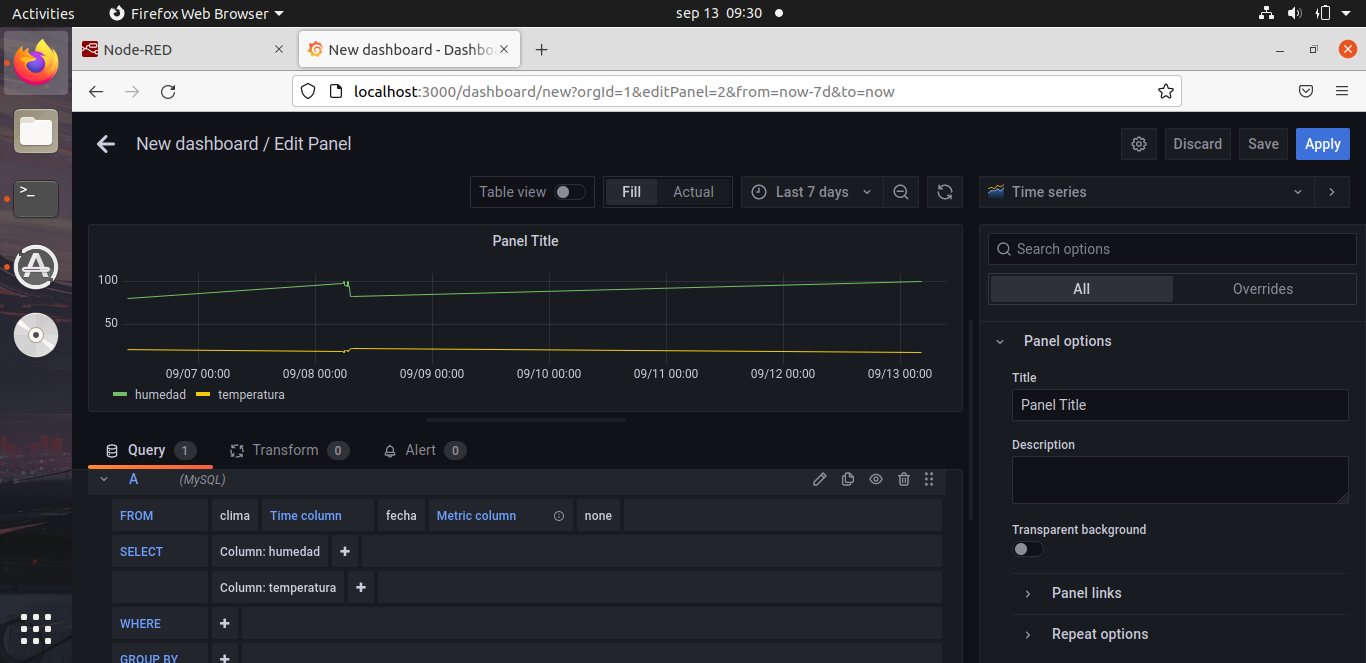 Activities Firefox Web Browser sep 13 09:30
Node-RED New dashboard - Dashbo
localhost:3000/dashboard/new?orgId=1&editPanel=2&from=now-7d&to=now
New dashboard / Edit Panel Discard Save Apply
Table view Fill Actual Last 7 days Time series
Panel Title
100
50
09/07 00:00 09/08 00:00 09/09 00:00 09/10 00:00 09/11 00:00 09/12 00:00 09/13 00:00
humedad temperatura
Query 1 Transform 0 Alert 0
A (MySQL)
FROM clima Time column fecha Metric column none
SELECT Column: humedad +
Column: temperatura +
WHERE +
GROUP BY +
Search options
All Overrides
Panel options
Title
Panel Title
Description
Transparent background
Panel links
Repeat options
>_